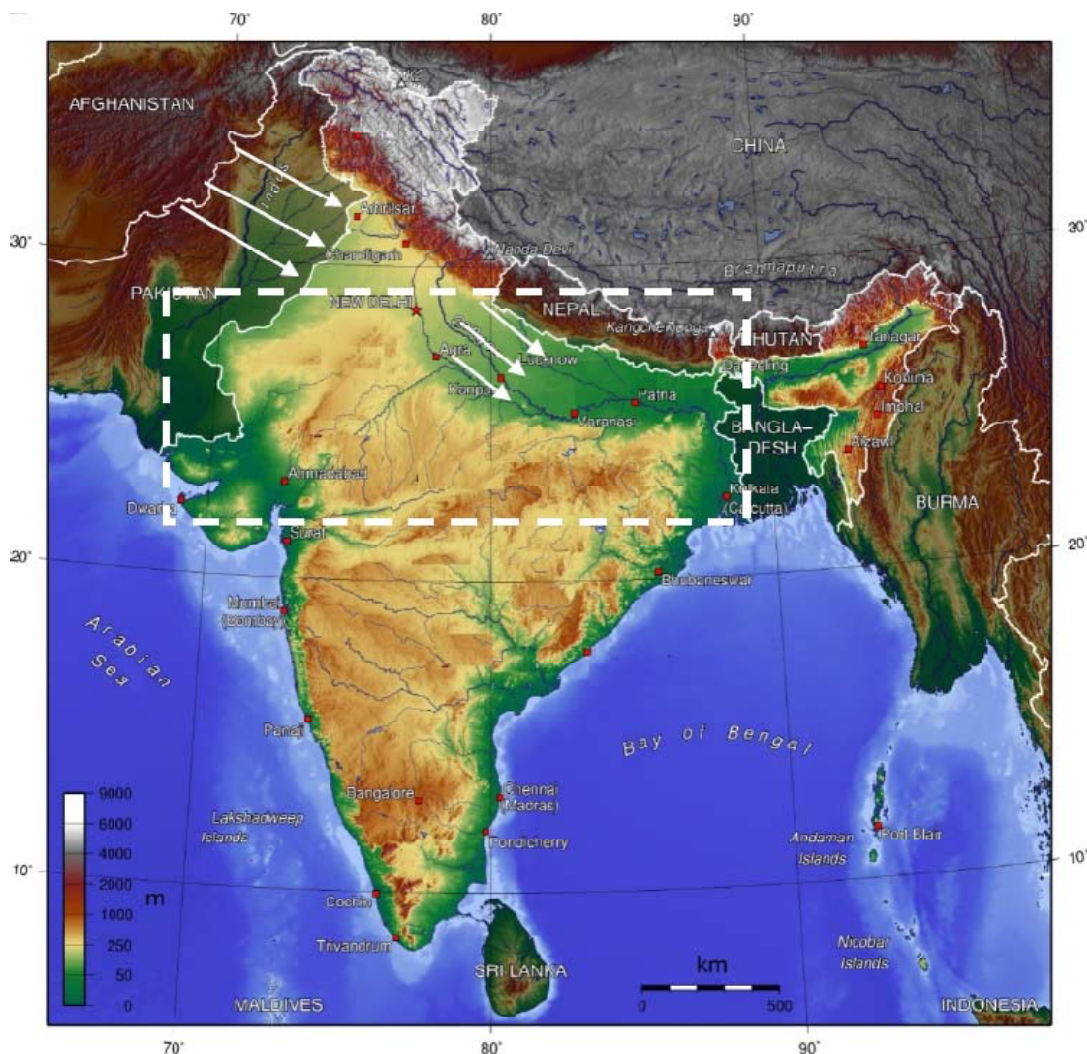 70°
80°
90°
AFGHANISTAN
K2
CHINA
Indus
Amritsar
30°
30°
Chandigarh
Nanda Devi
Brahmaputra
PAKISTAN
NEW DELHI
NEPAL
Kangchenjunga
BHUTAN
Itanagar
Ganga
Agra
Lucknow
Darjeeling
Kohima
Kanpur
Patna
Imphal
Varanasi
BANGLA-
DESH
Aizawl
Ahmadabad
Dwarka
Kolkata
(Calcutta)
BURMA
Surat
20°
20°
Bhubaneswar
Mumbai
(Bombay)
Arabian
Sea
Panaji
Bay of Bengal
9000
6000
4000
2000
1000
250
50
0
m
Bangalore
Chennai
(Madras)
Lakshadweep
Islands
Pondicherry
Andaman
Islands
Port Blair
10°
10°
Cochin
Trivandrum
Nicobar
Islands
SRI LANKA
km
0
500
MALDIVES
INDONESIA
70°
80°
90°